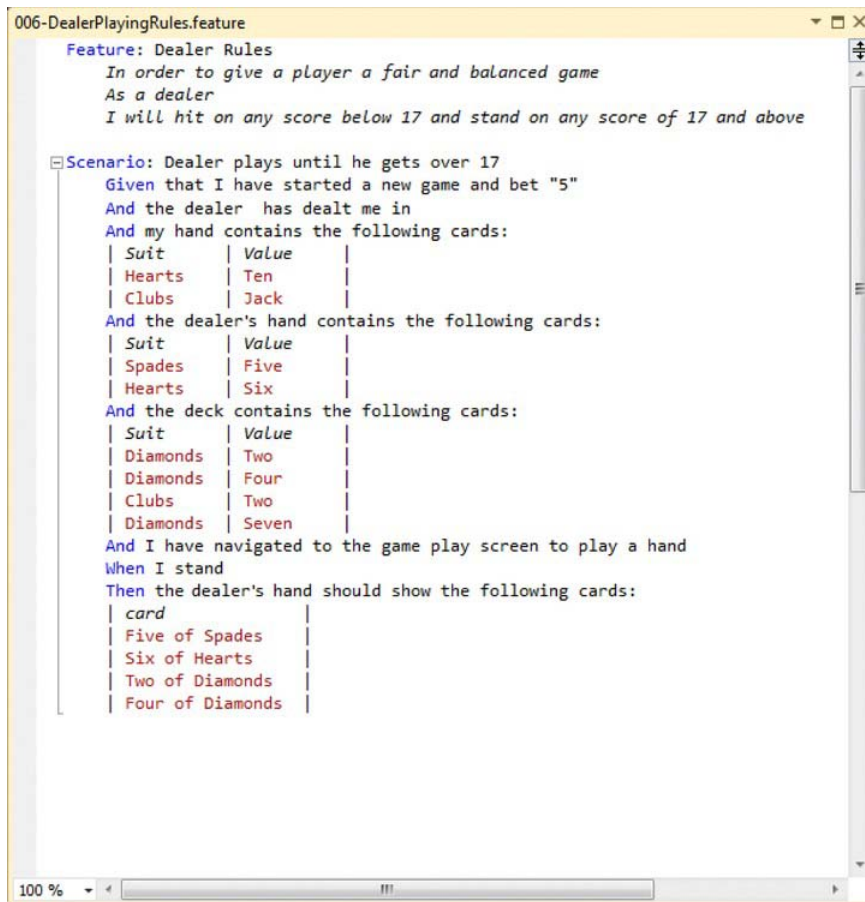 006-DealerPlayingRules.feature
Feature: Dealer Rules
In order to give a player a fair and balanced game
As a dealer
I will hit on any score below 17 and stand on any score of 17 and above
Scenario: Dealer plays until he gets over 17
Given that I have started a new game and bet "5"
And the dealer  has dealt me in
And my hand contains the following cards:
| Suit | Value |
| Hearts | Ten |
| Clubs | Jack |
And the dealer's hand contains the following cards:
| Suit | Value |
| Spades | Five |
| Hearts | Six |
And the deck contains the following cards:
| Suit | Value |
| Diamonds | Two |
| Diamonds | Four |
| Clubs | Two |
| Diamonds | Seven |
And I have navigated to the game play screen to play a hand
When I stand
Then the dealer's hand should show the following cards:
| card |
| Five of Spades |
| Six of Hearts |
| Two of Diamonds |
| Four of Diamonds |
100 %